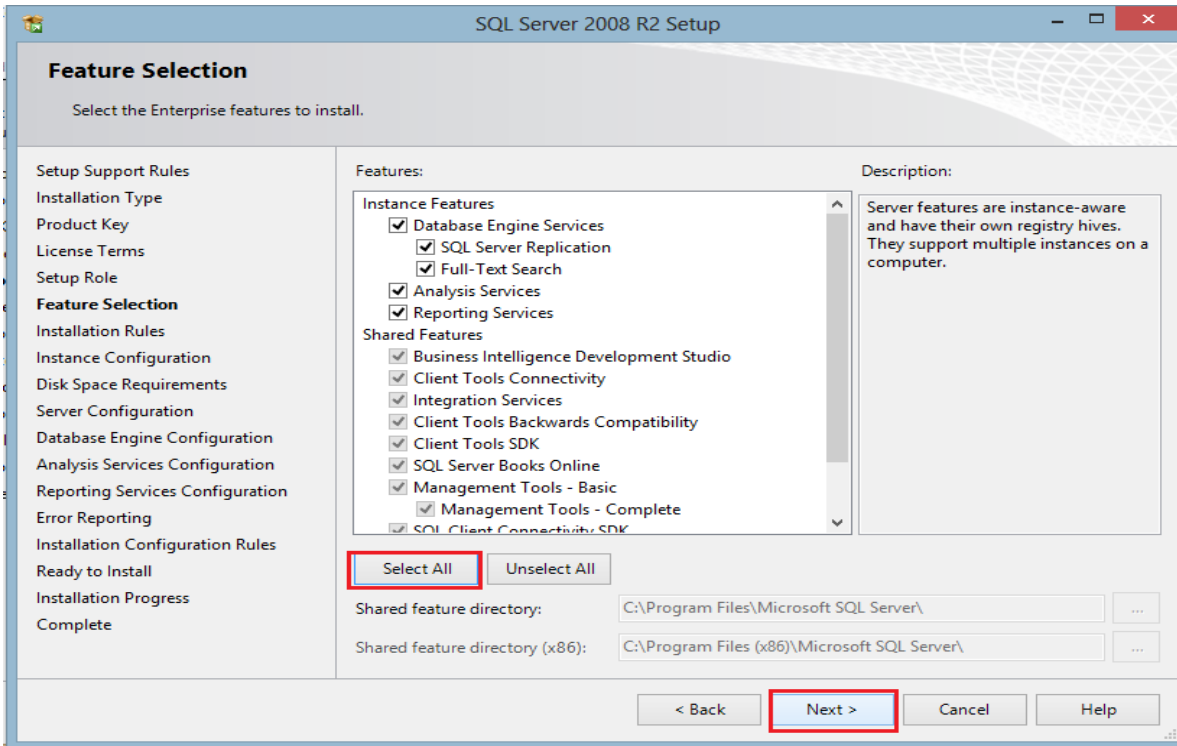 SQL Server 2008 R2 Setup
Feature Selection
Select the Enterprise features to install.
Setup Support Rules
Installation Type
Product Key
License Terms
Setup Role
Feature Selection
Installation Rules
Instance Configuration
Disk Space Requirements
Server Configuration
Database Engine Configuration
Analysis Services Configuration
Reporting Services Configuration
Error Reporting
Installation Configuration Rules
Ready to Install
Installation Progress
Complete
Features:
Instance Features
Database Engine Services
SQL Server Replication
Full-Text Search
Analysis Services
Reporting Services
Shared Features
Business Intelligence Development Studio
Client Tools Connectivity
Integration Services
Client Tools Backwards Compatibility
Client Tools SDK
SQL Server Books Online
Management Tools - Basic
Management Tools - Complete
SQL Client Connectivity SDK
Description:
Server features are instance-aware
and have their own registry hives.
They support multiple instances on a
computer.
Select All
Unselect All
Shared feature directory:
C:\Program Files\Microsoft SQL Server\
...
Shared feature directory (x86):
C:\Program Files (x86)\Microsoft SQL Server\
...
< Back
Next >
Cancel
Help